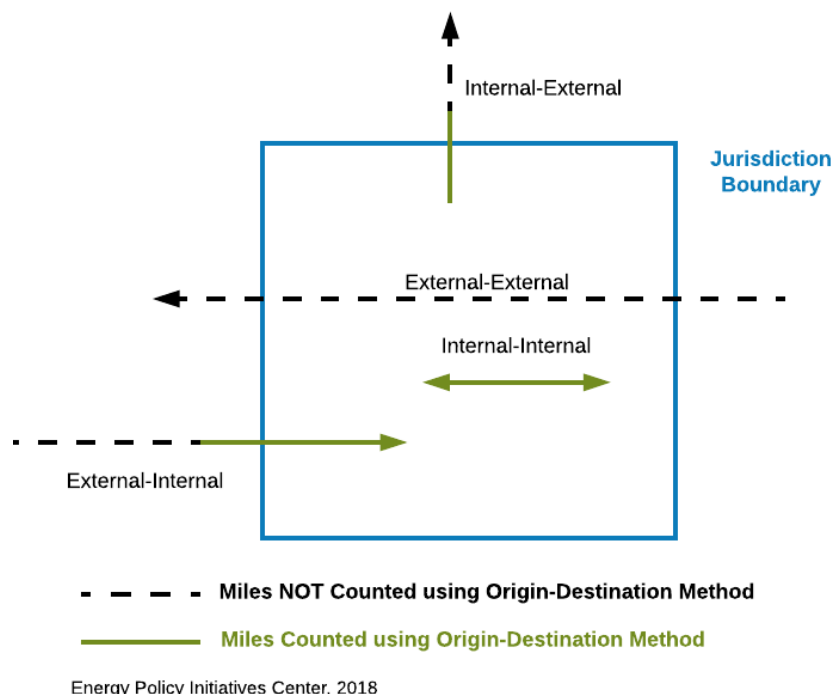 Internal-External
Jurisdiction
Boundary
External-External
Internal-Internal
External-Internal
Miles NOT Counted using Origin-Destination Method
Miles Counted using Origin-Destination Method
Energy Policy Initiatives Center, 2018